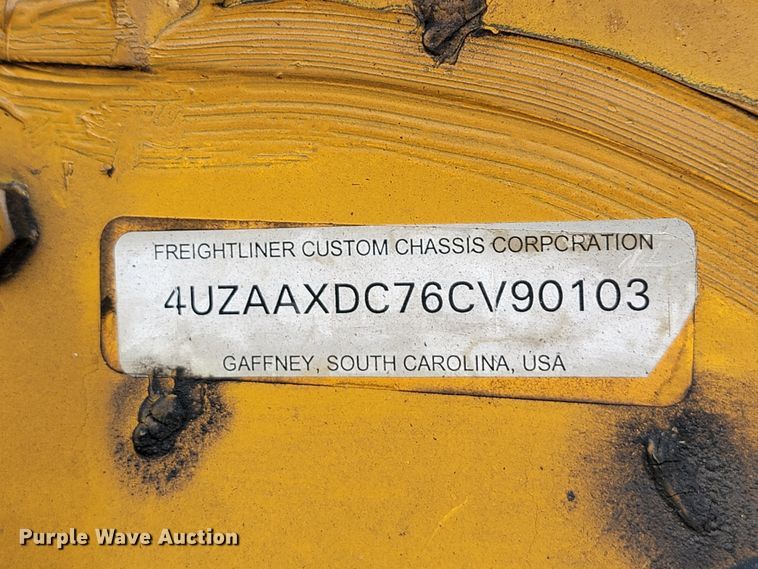 FREIGHTLINER CUSTOM CHASSIS CORPORATION
4UZAAXDC76CV90103
GAFFNEY, SOUTH CAROLINA, USA
Purple Wave Auction